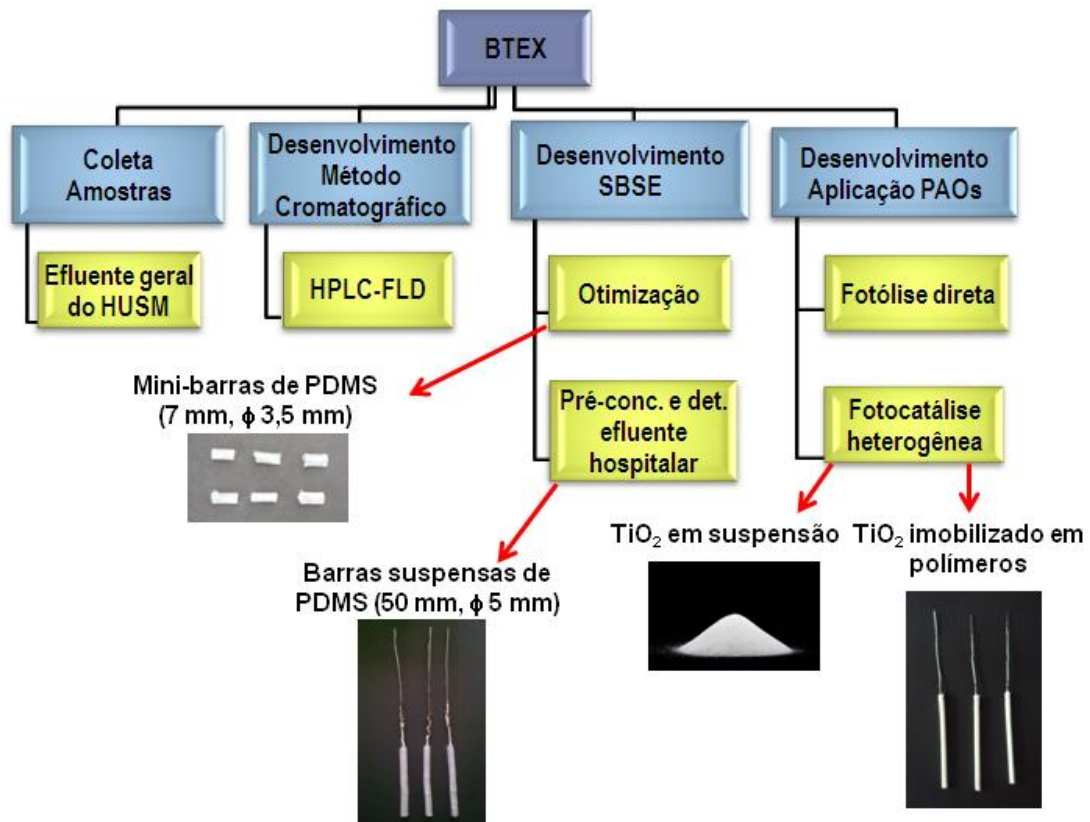 BTEX
Coleta
Amostras
Desenvolvimento
Método
Cromatográfico
Desenvolvimento
SBSE
Desenvolvimento
Aplicação PAOs
Efluente geral
do HUSM
HPLC-FLD
Otimização
Fotólise direta
Mini-barras de PDMS
(7 mm, ϕ 3,5 mm)
Pré-conc. e det.
efluente
hospitalar
Fotocatálise
heterogênea
Barras suspensas de
PDMS (50 mm, ϕ 5 mm)
TiO₂ em suspensão
TiO₂ imobilizado em
polímeros